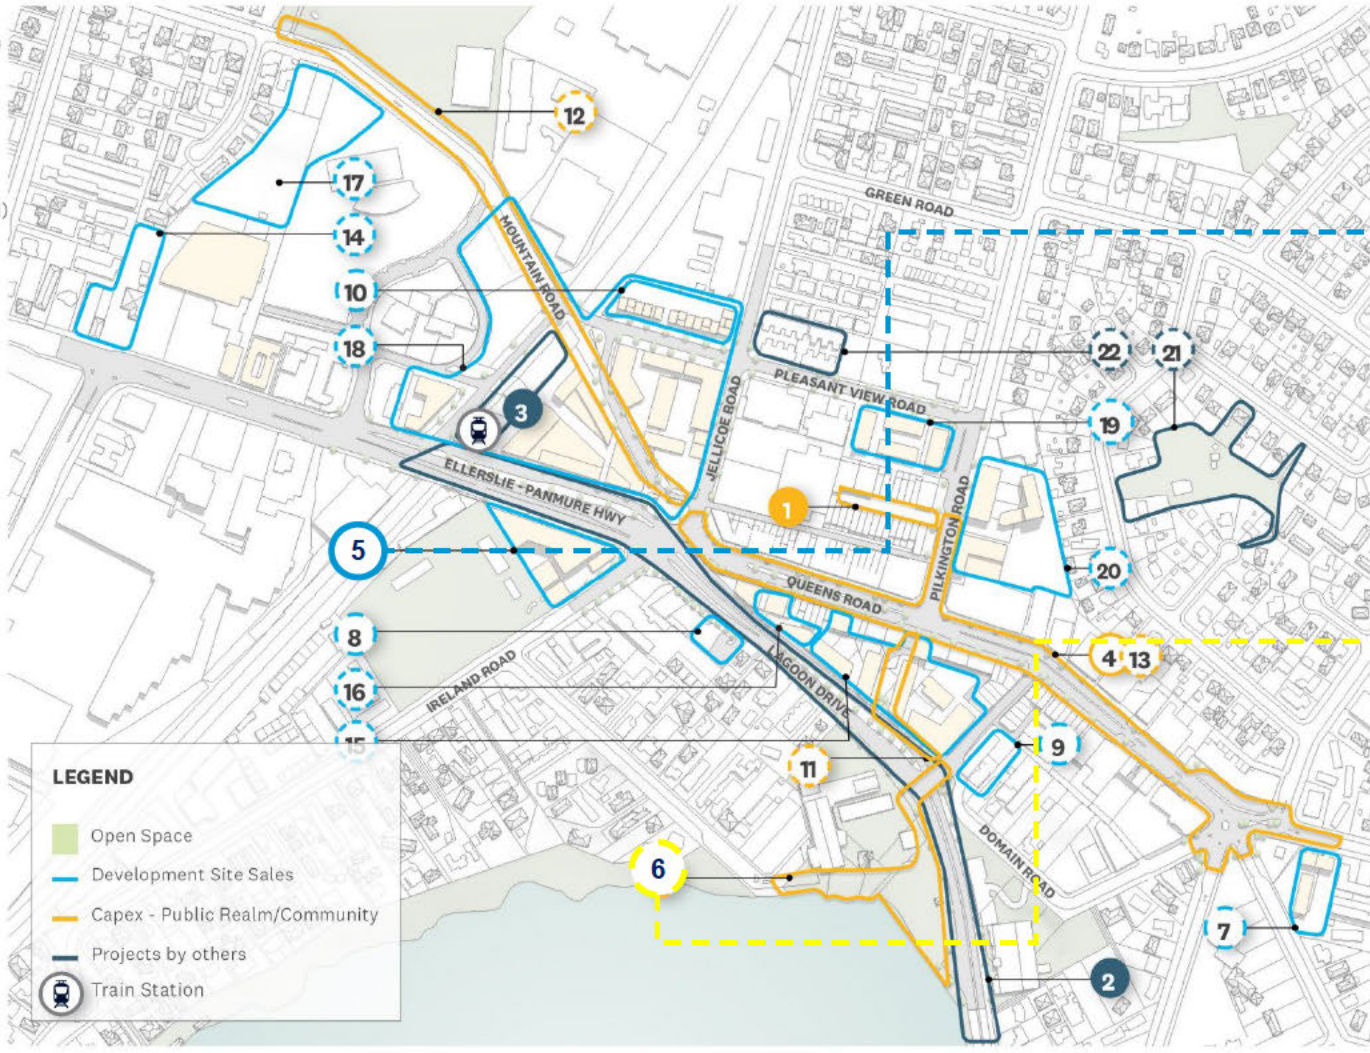 12
17
14
10
18
3
5
8
16
15
1
22
21
19
20
4
13
11
9
6
7
2
MOUNTAIN ROAD
GREEN ROAD
JELLICOE ROAD
PLEASANT VIEW ROAD
ELLERSLIE - PANMURE HWY
PILKINGTON ROAD
QUEENS ROAD
LAGOON DRIVE
IRELAND ROAD
DOMAIN ROAD
LEGEND
Open Space
Development Site Sales
Capex - Public Realm/Community
Projects by others
Train Station